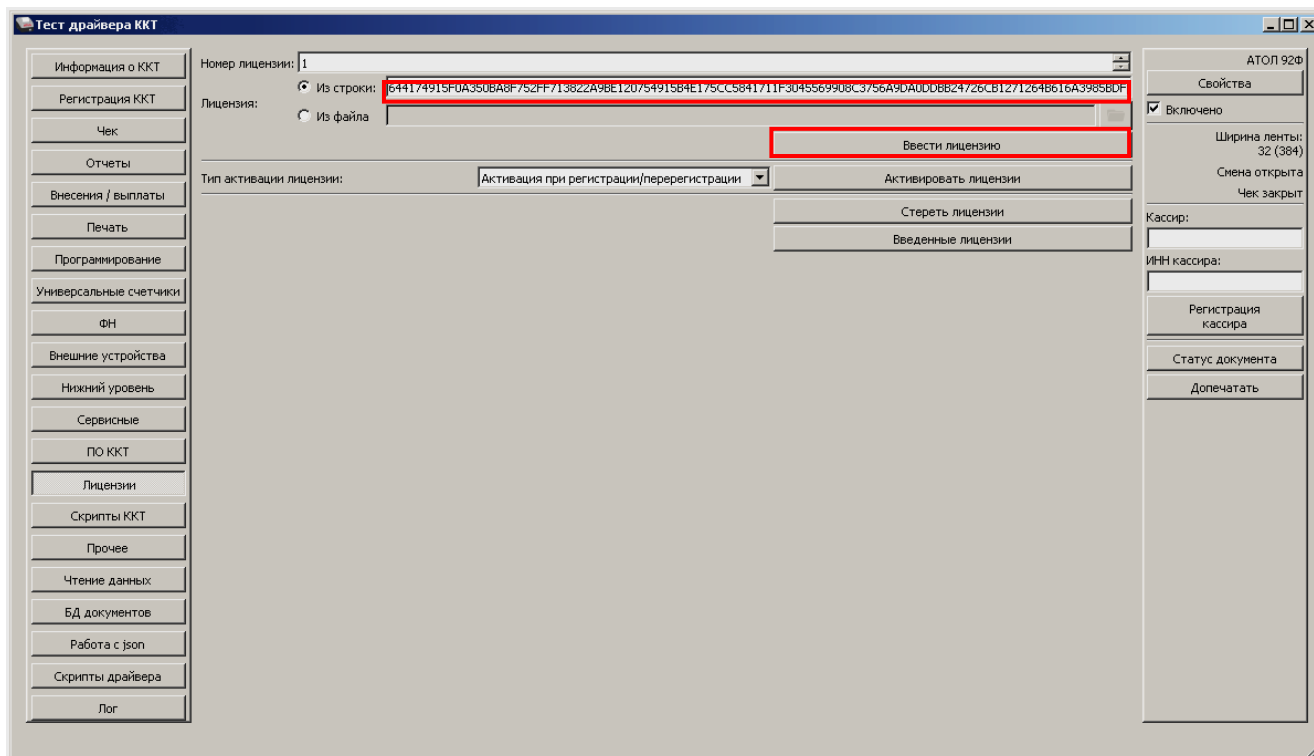 Тест драйвера ККТ
Информация о ККТ
Регистрация ККТ
Чек
Отчеты
Внесения / выплаты
Печать
Программирование
Универсальные счетчики
ФН
Внешние устройства
Нижний уровень
Сервисные
ПО ККТ
Лицензии
Скрипты ККТ
Прочее
Чтение данных
БД документов
Работа с json
Скрипты драйвера
Лог
Номер лицензии: 1
Лицензия:
Из строки: 644174915F0A350BA8F752FF713822A9BE120754915B4E175CC5841711F3045569908C3756A9DA0DDBB24726CB1271264B616A3985BDF
Из файла
Ввести лицензию
Тип активации лицензии: Активация при регистрации/перерегистрации
Активировать лицензии
Стереть лицензии
Введенные лицензии
АТОЛ 92Ф
Свойства
Включено
Ширина ленты:
32 (384)
Смена открыта
Чек закрыт
Кассир:
ИНН кассира:
Регистрация
кассира
Статус документа
Допечатать